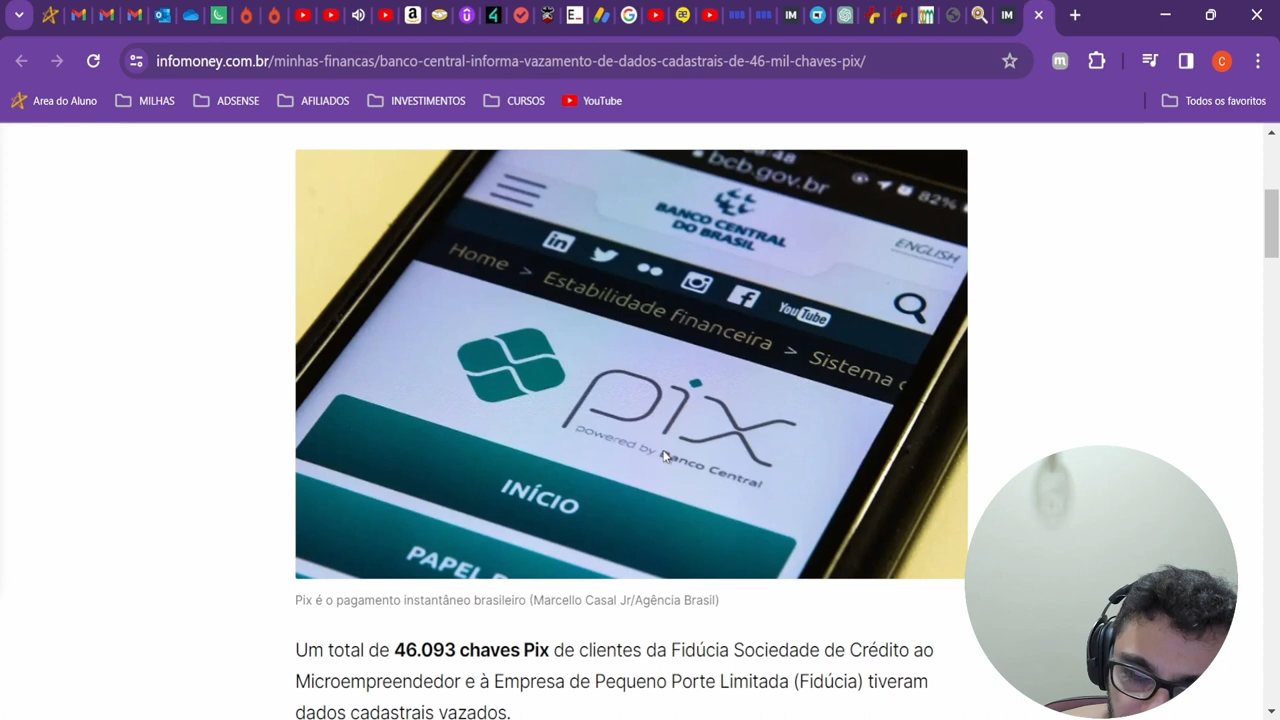 infomoney.com.br/minhas-financas/banco-central-informa-vazamento-de-dados-cadastrais-de-46-mil-chaves-pix/
Area do Aluno
MILHAS
ADSENSE
AFILIADOS
INVESTIMENTOS
CURSOS
YouTube
Todos os favoritos
bcb.gov.br
82%
BANCO CENTRAL
DO BRASIL
ENGLISH
YouTube
Home > Estabilidade financeira > Sistema
pix
powered by Banco Central
INÍCIO
PAPEL
Pix é o pagamento instantâneo brasileiro (Marcello Casal Jr/Agência Brasil)
Um total de 46.093 chaves Pix de clientes da Fidúcia Sociedade de Crédito ao
Microempreendedor e à Empresa de Pequeno Porte Limitada (Fidúcia) tiveram
dados cadastrais vazados.